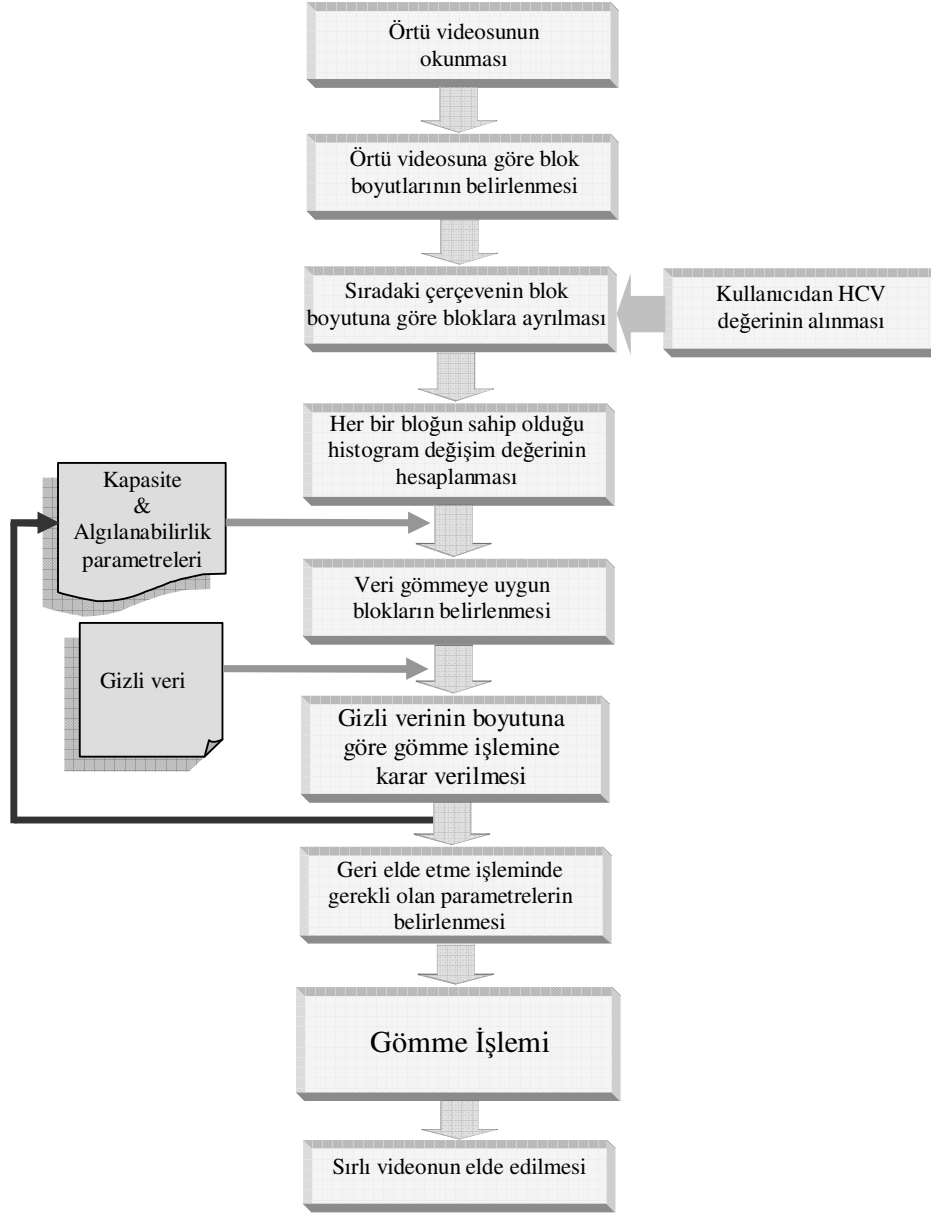 Örtü videosunun
okunması
Örtü videosuna göre blok
boyutlarının belirlenmesi
Sıradaki çerçevenin blok
boyutuna göre bloklara ayrılması
Kullanıcıdan HCV
değerinin alınması
Her bir bloğun sahip olduğu
histogram değişim değerinin
hesaplanması
Kapasite
&
Algılanabilirlik
parametreleri
Veri gömmeye uygun
blokların belirlenmesi
Gizli veri
Gizli verinin boyutuna
göre gömme işlemine
karar verilmesi
Geri elde etme işleminde
gerekli olan parametrelerin
belirlenmesi
Gömme İşlemi
Sırlı videonun elde edilmesi